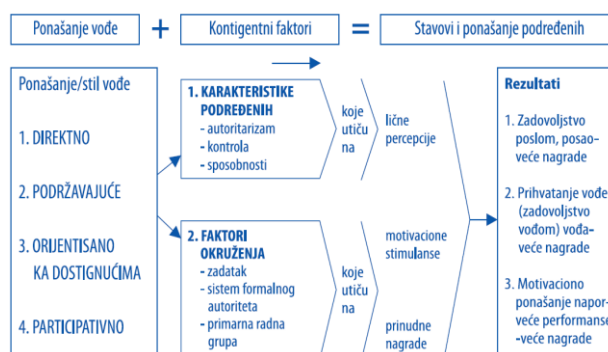 Ponašanje vođe + Kontigentni faktori = Stavovi i ponašanje podređenih
Ponašanje/stil vođe
1. DIREKTNO
2. PODRŽAVAJUĆE
3. ORIJENTISANO
KA DOSTIGNUĆIMA
4. PARTICIPATIVNO
1. KARAKTERISTIKE
PODREĐENIH
- autoritarizam
- kontrola
- sposobnosti
koje
utiču
na
lične
percepcije
2. FAKTORI
OKRUŽENJA
- zadatak
- sistem formalnog
autoriteta
- primarna radna
grupa
koje
utiču
na
motivacione
stimulanse
prinudne
nagrade
Rezultati
1. Zadovoljstvo
poslom, posao-
veće nagrade
2. Prihvatanje vođe
(zadovoljstvo
vođom) vođa-
veće nagrade
3. Motivaciono
ponašanje napor-
veće performanse
-veće nagrade